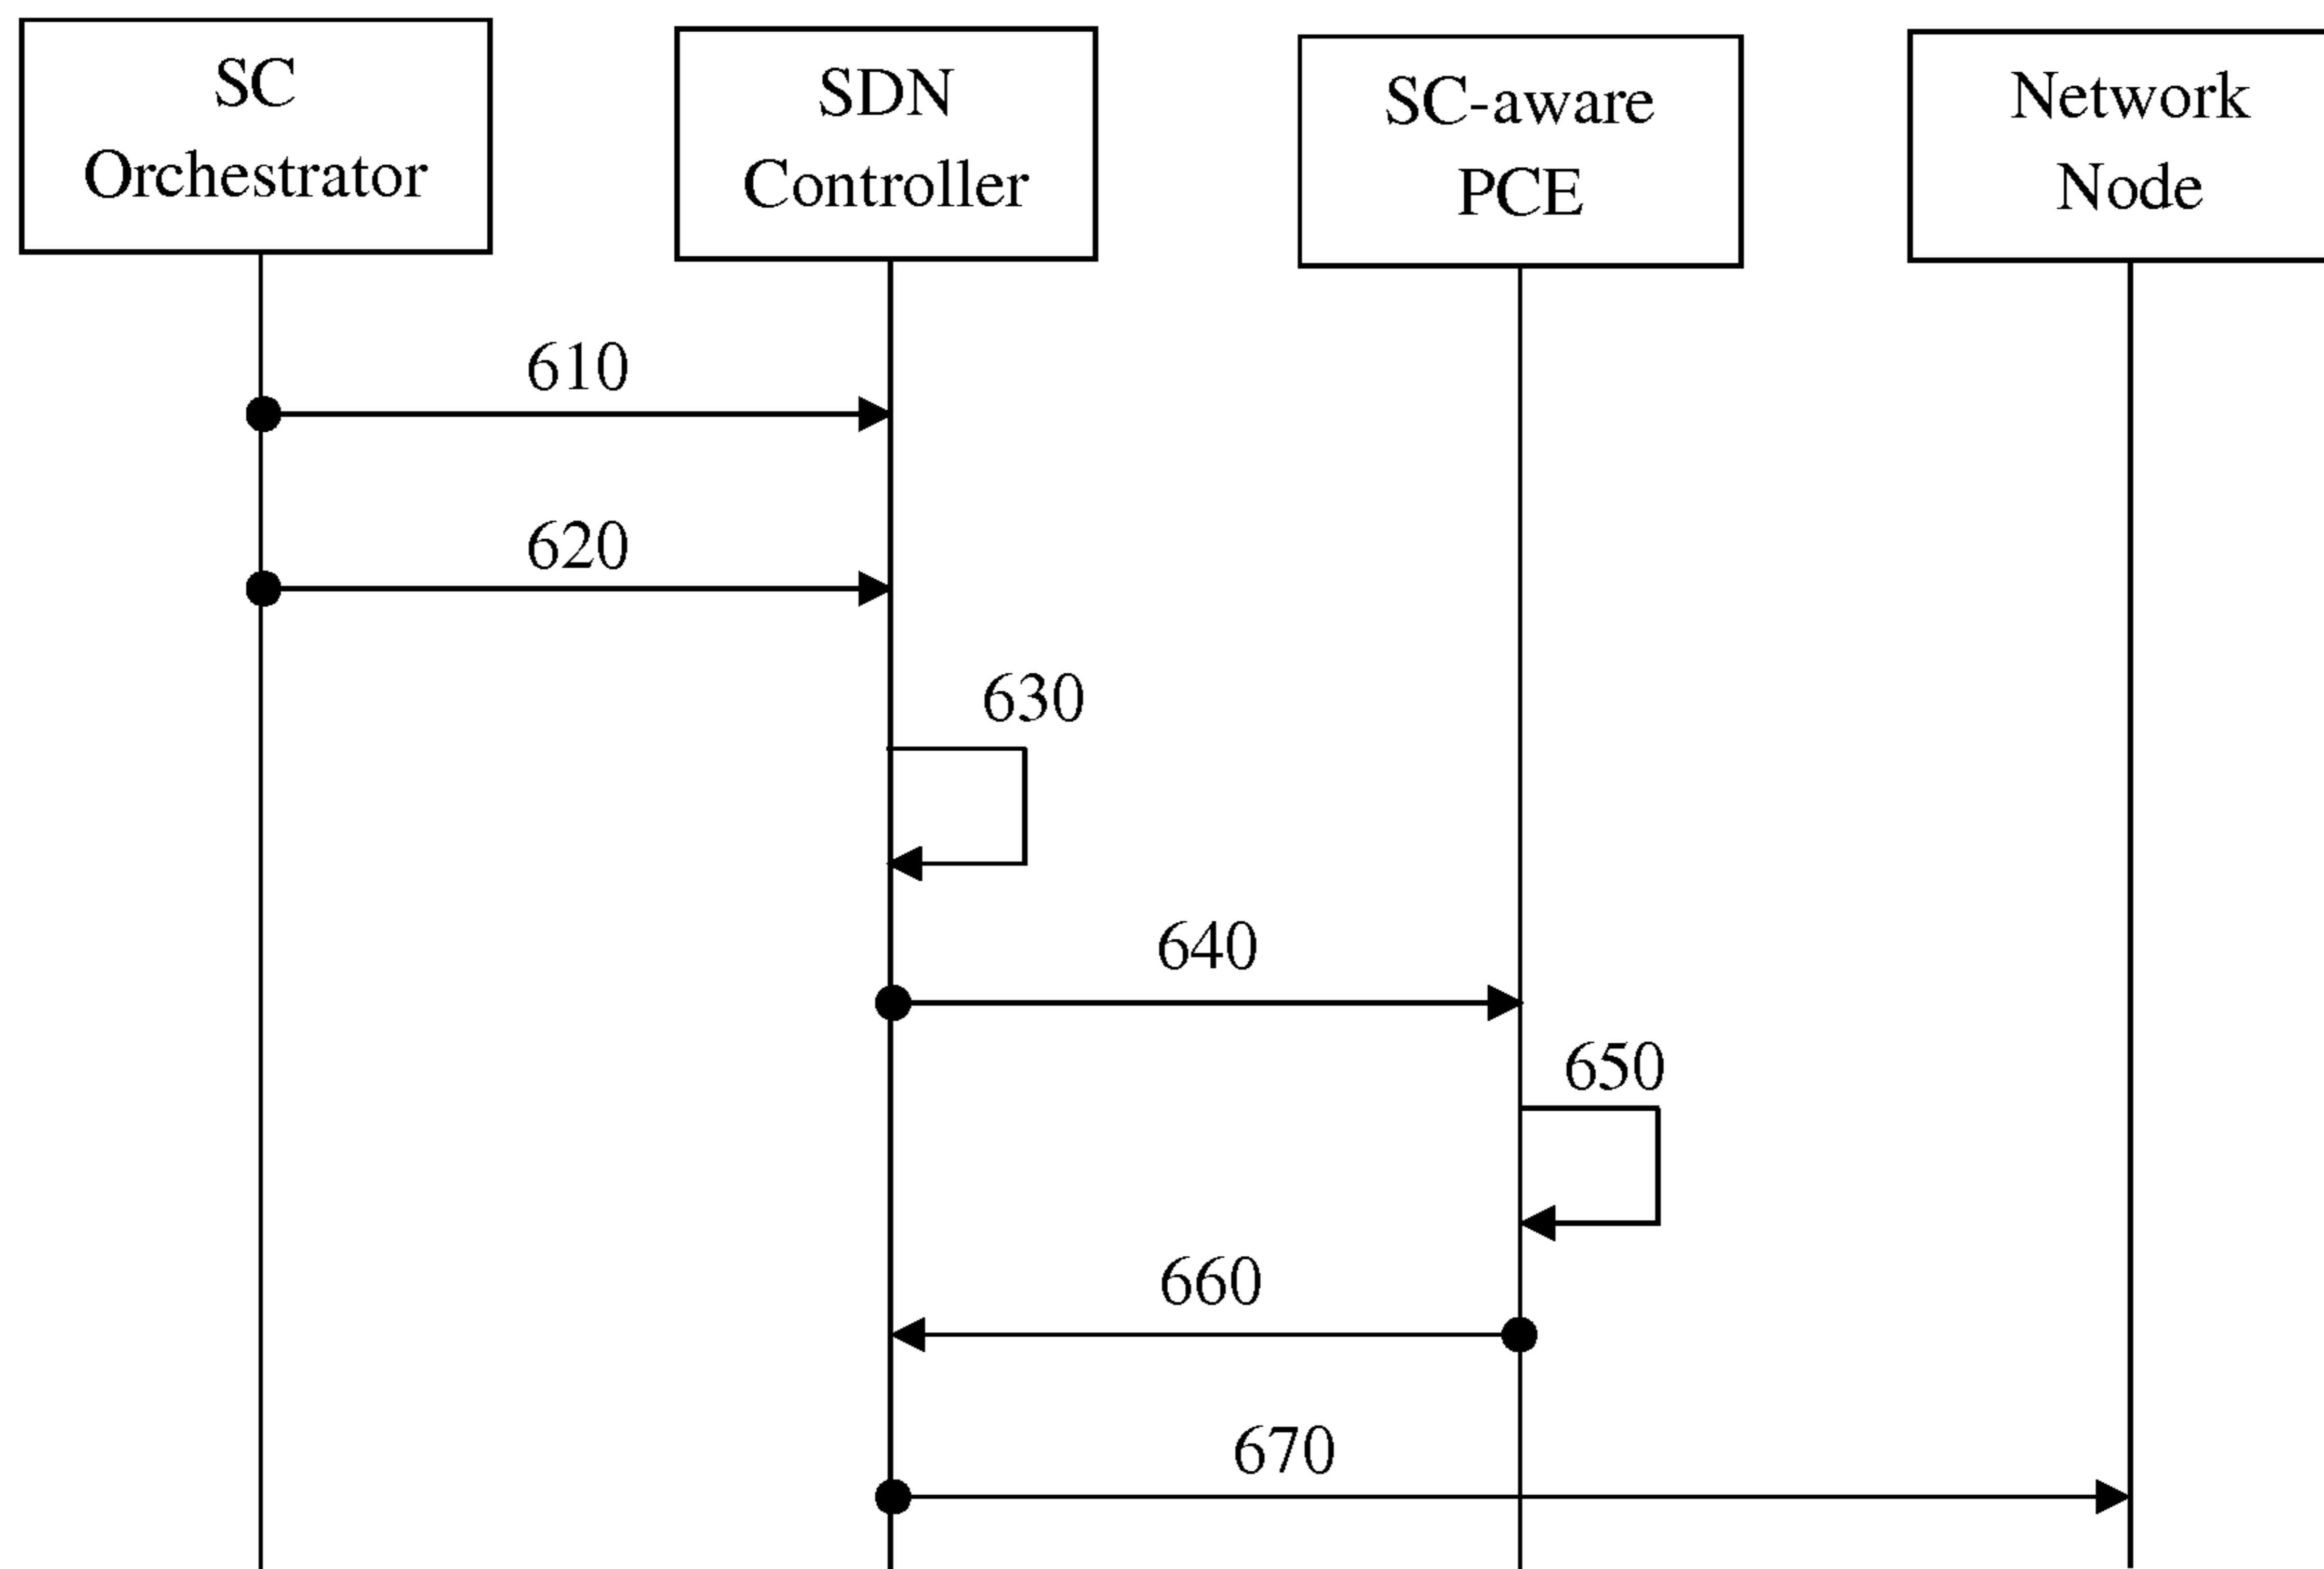 SC
Orchestrator
SDN
Controller
SC-aware
PCE
Network
Node
610
620
630
640
650
660
670